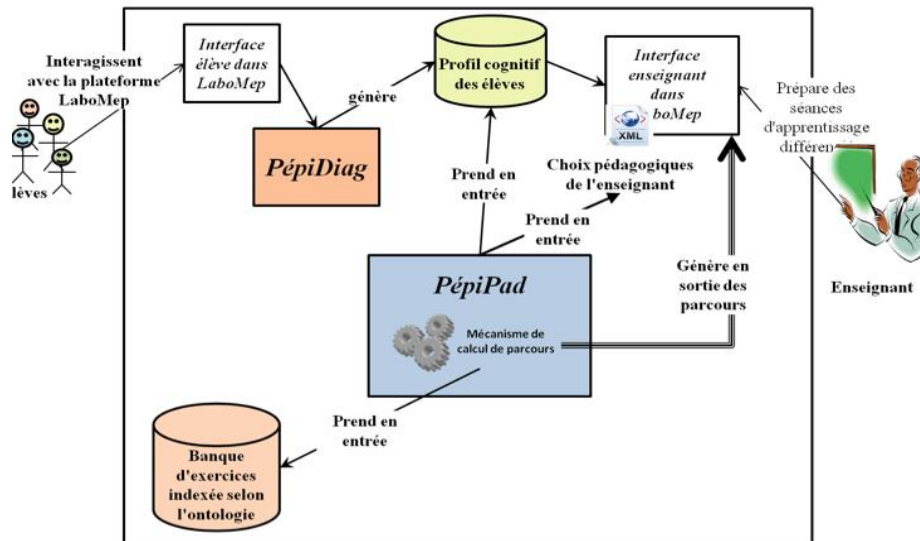 Interagissent
avec la plateforme
LaboMep
lèves
Interface
élève dans
LaboMep
génère
PépiDiag
Profil cognitif
des élèves
Interface
enseignant
dans
boMep
XML
Prépare des
séances
d'apprentissage
Enseignant
Prend en
entrée
Choix pédagogiques
de l'enseignant
Prend en
entrée
PépiPad
Mécanisme de
calcul de parcours
Génère en
sortie des
parcours
Prend en
entrée
Banque
d'exercices
indexée selon
l'ontologie